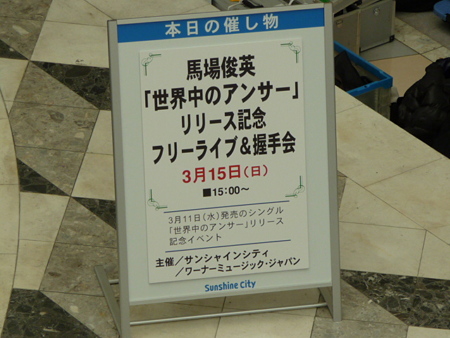 本日の催し物
馬場俊英
「世界中のアンサー」
リリース記念
フリーライブ&握手会
3月15日(日)
■15:00~
3月11日(水)発売のシングル
「世界中のアンサー」リリース
記念イベント
主催/サンシャインシティ
/ワーナーミュージック・ジャパン
Sunshine City